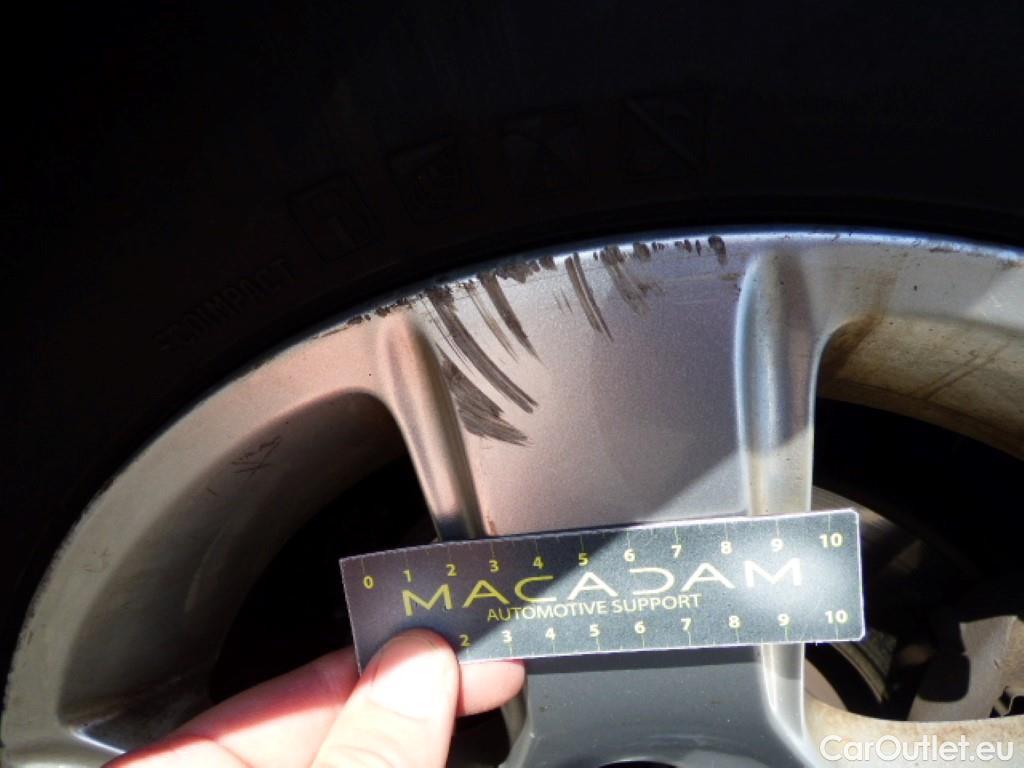 COMPACT
0 1 2 3 4 5 6 7 8 9 10
MACADAM
AUTOMOTIVE SUPPORT
2 3 4 5 6 7 8 9 10
CarOutlet.eu